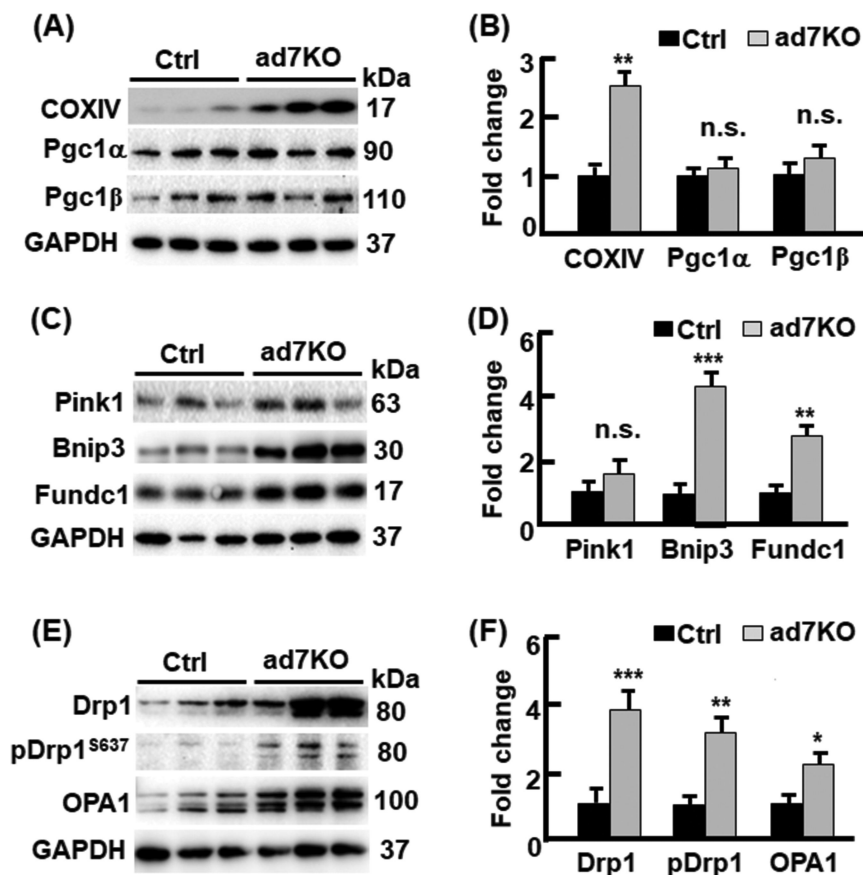 (A)
Ctrl ad7KO
kDa
COXIV 17
Pgc1α 90
Pgc1β 110
GAPDH 37
(B)
Ctrl ad7KO
Fold change
3
2
1
0
** n.s. n.s.
COXIV Pgc1α Pgc1β
(C)
Ctrl ad7KO
kDa
Pink1 63
Bnip3 30
Fundc1 17
GAPDH 37
(D)
Ctrl ad7KO
Fold change
6
4
2
0
n.s. *** **
Pink1 Bnip3 Fundc1
(E)
Ctrl ad7KO
kDa
Drp1 80
pDrp1S637 80
OPA1 100
GAPDH 37
(F)
Ctrl ad7KO
Fold change
6
4
2
0
*** ** *
Drp1 pDrp1 OPA1